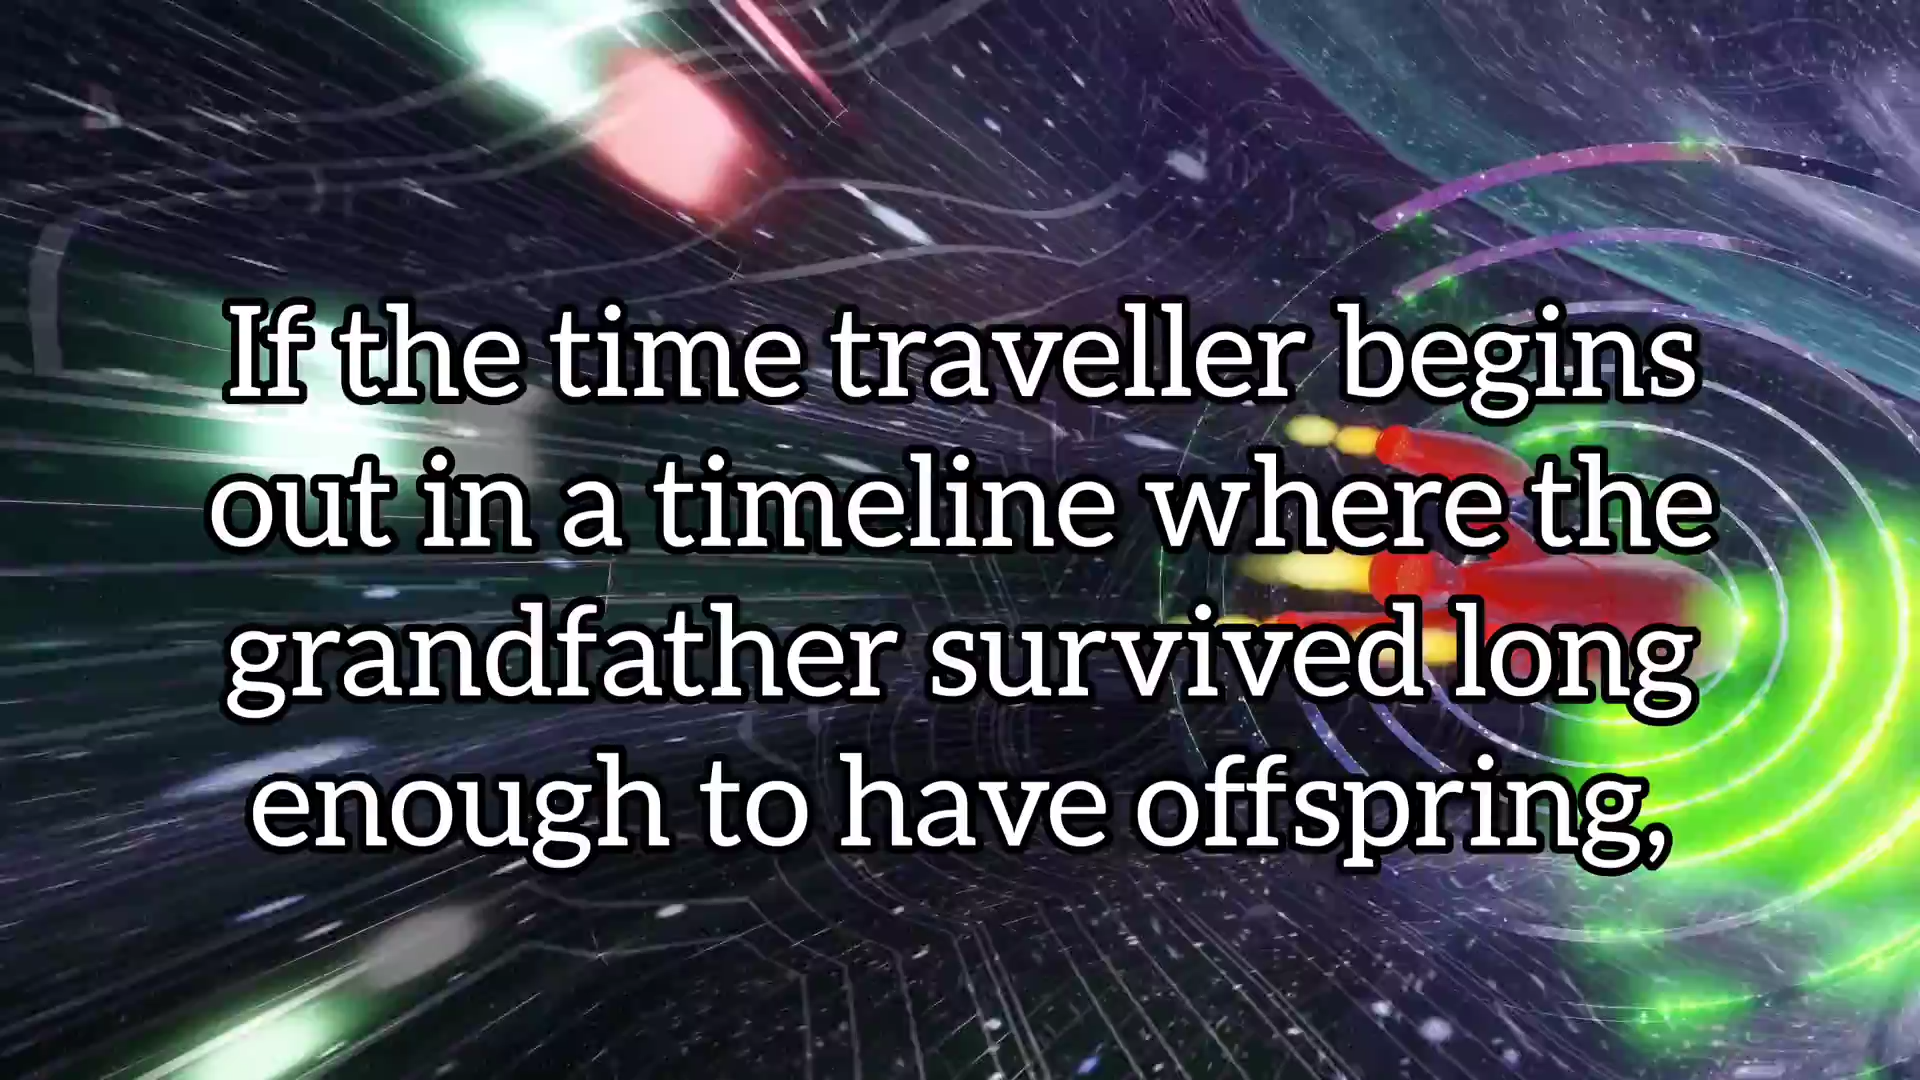 If the time traveller begins
out in a timeline where the
grandfather survived long
enough to have offspring,